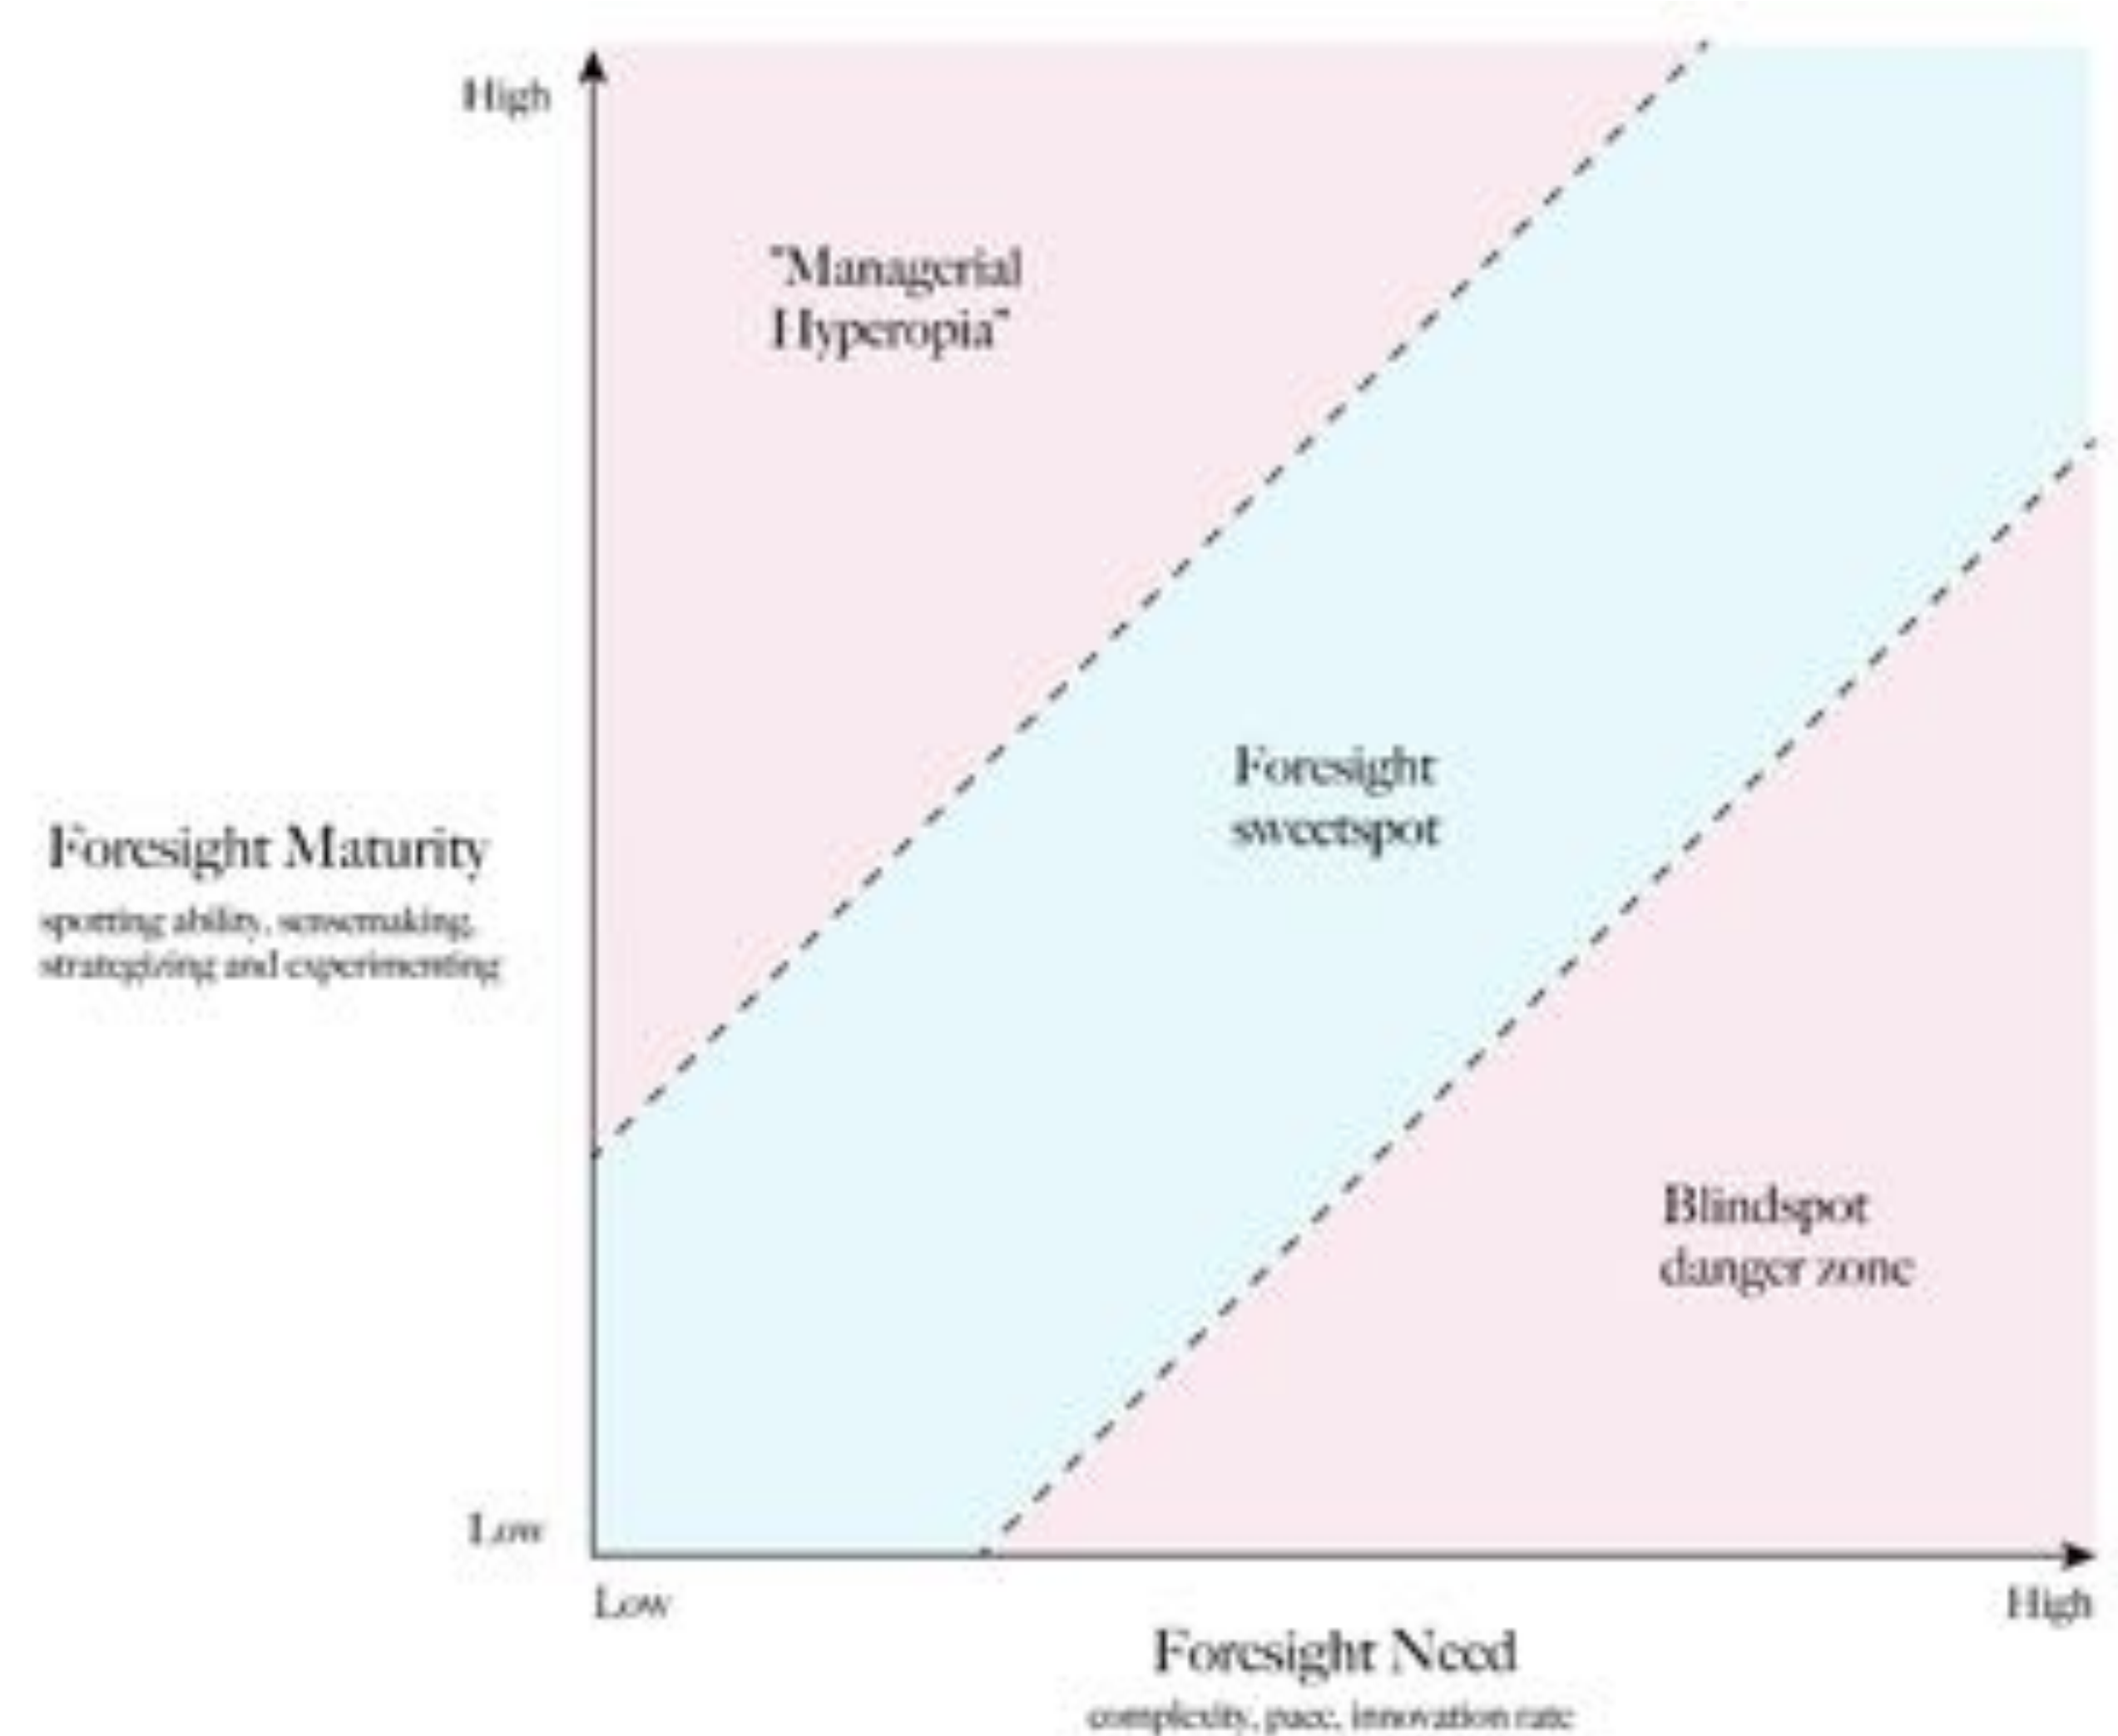 High
"Managerial
Hyperopia"
Foresight
sweetspot
Foresight Maturity
spotting ability, sensemaking,
strategizing and experimenting
Blindspot
danger zone
Low
Low
High
Foresight Need
complexity, pace, innovation rate